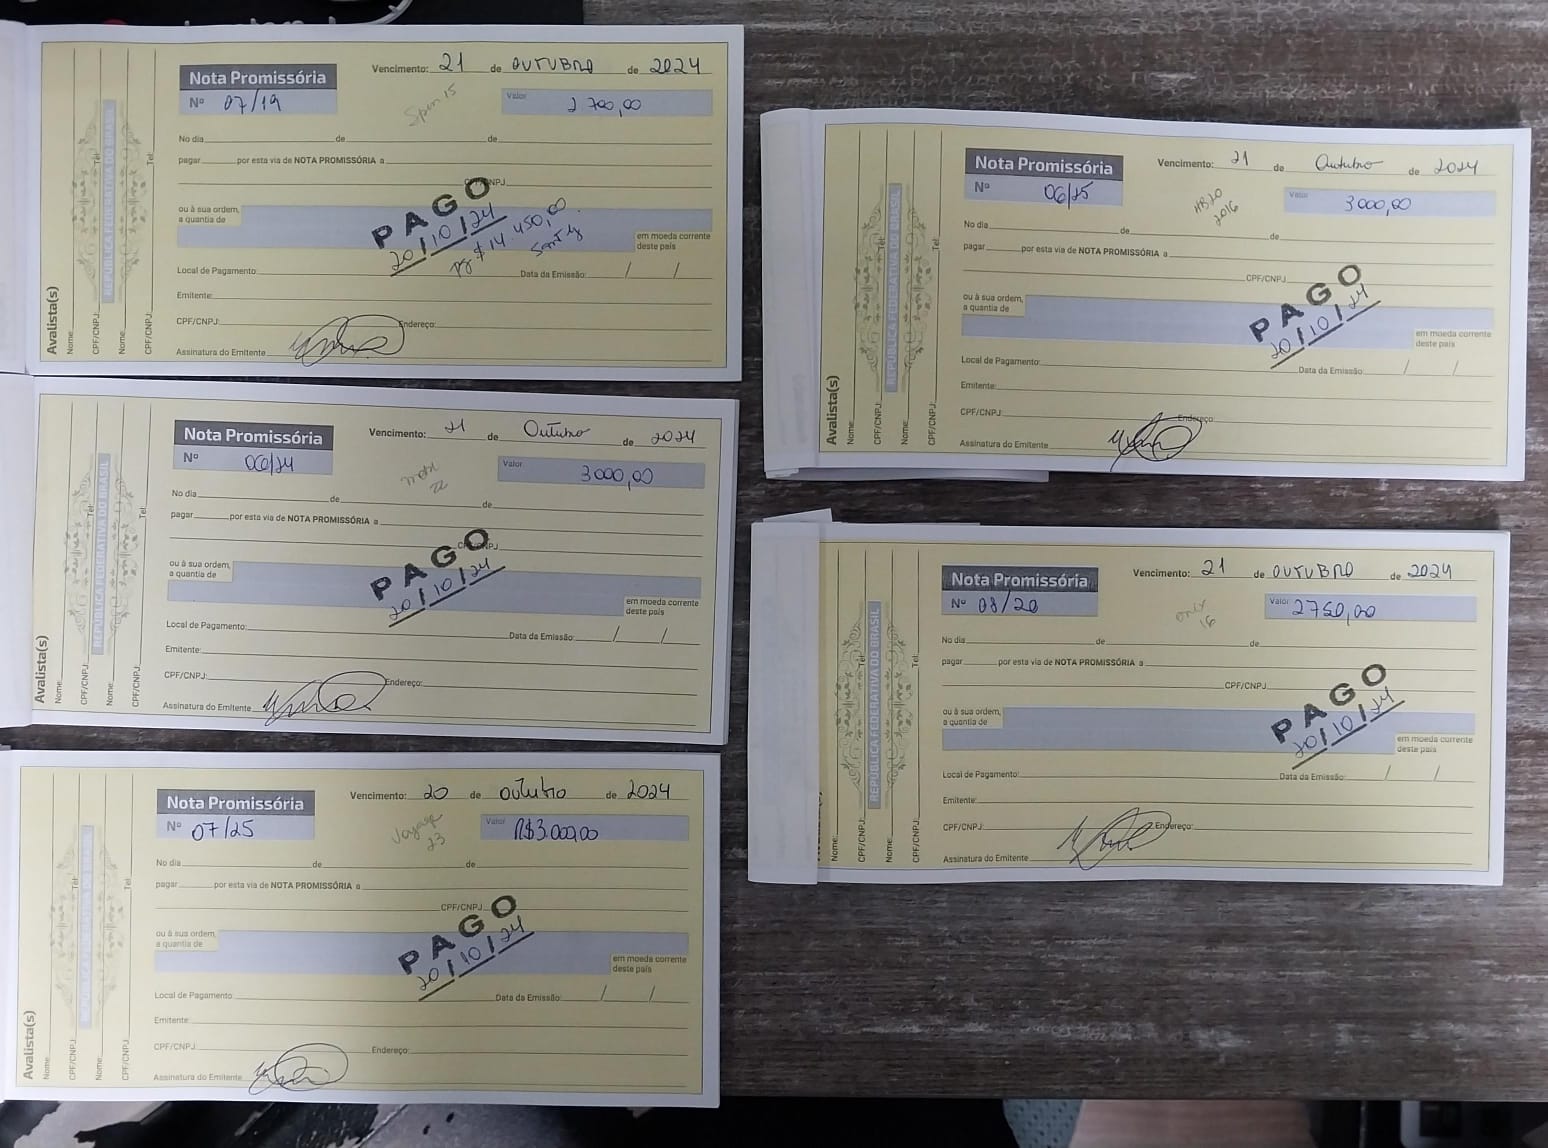 Nota Promissória
Nº 07/19
Vencimento: 21 de OUTUBRO de 2024
Spin 15
Valor 2 700,00
No dia de de
pagar por esta via de NOTA PROMISSÓRIA a
CPF/CNPJ
ou à sua ordem,
a quantia de
em moeda corrente
deste país
PAGO
20/10/24
pg $ 14.450,00
Local de Pagamento: Data da Emissão: / /
Emitente:
CPF/CNPJ: Endereço:
Assinatura do Emitente
Avalista(s)
Nome:
CPF/CNPJ: Tel:
Nome:
CPF/CNPJ: Tel:
REPÚBLICA FEDERATIVA DO BRASIL
Nota Promissória
Nº 06/24
Vencimento: 21 de Outubro de 2024
22
Valor 3 000,00
No dia de de
pagar por esta via de NOTA PROMISSÓRIA a
CPF/CNPJ
ou à sua ordem,
a quantia de
em moeda corrente
deste país
PAGO
20/10/24
Local de Pagamento: Data da Emissão: / /
Emitente:
CPF/CNPJ: Endereço:
Assinatura do Emitente
Avalista(s)
Nome:
CPF/CNPJ: Tel:
Nome:
CPF/CNPJ: Tel:
REPÚBLICA FEDERATIVA DO BRASIL
Nota Promissória
Nº 07/25
Vencimento: 20 de outubro de 2024
Voyage
23
Valor R$3.000,00
No dia de de
pagar por esta via de NOTA PROMISSÓRIA a
CPF/CNPJ
ou à sua ordem,
a quantia de
em moeda corrente
deste país
PAGO
20/10/24
Local de Pagamento Data da Emissão: / /
Emitente:
CPF/CNPJ: Endereço:
Assinatura do Emitente
Avalista(s)
Nome:
CPF/CNPJ: Tel:
Nome:
CPF/CNPJ: Tel:
REPÚBLICA FEDERATIVA DO BRASIL
Nota Promissória
Nº 06/25
Vencimento: 21 de Outubro de 2024
HB20
2016
Valor 3 000,00
No dia de de
pagar por esta via de NOTA PROMISSÓRIA a
CPF/CNPJ
ou à sua ordem,
a quantia de
em moeda corrente
deste país
PAGO
20/10/24
Local de Pagamento: Data da Emissão: / /
Emitente:
CPF/CNPJ: Endereço:
Assinatura do Emitente
Avalista(s)
Nome:
CPF/CNPJ: Tel:
Nome:
CPF/CNPJ: Tel:
REPÚBLICA FEDERATIVA DO BRASIL
Nota Promissória
Nº 08/20
Vencimento: 21 de OUTUBRO de 2024
onix
16
Valor 2750,00
No dia de de
pagar por esta via de NOTA PROMISSÓRIA a
CPF/CNPJ
ou à sua ordem,
a quantia de
em moeda corrente
deste país
PAGO
20/10/24
Local de Pagamento: Data da Emissão: / /
Emitente:
CPF/CNPJ: Endereço:
Assinatura do Emitente
Nome:
CPF/CNPJ: Tel:
Nome:
CPF/CNPJ: Tel:
REPÚBLICA FEDERATIVA DO BRASIL